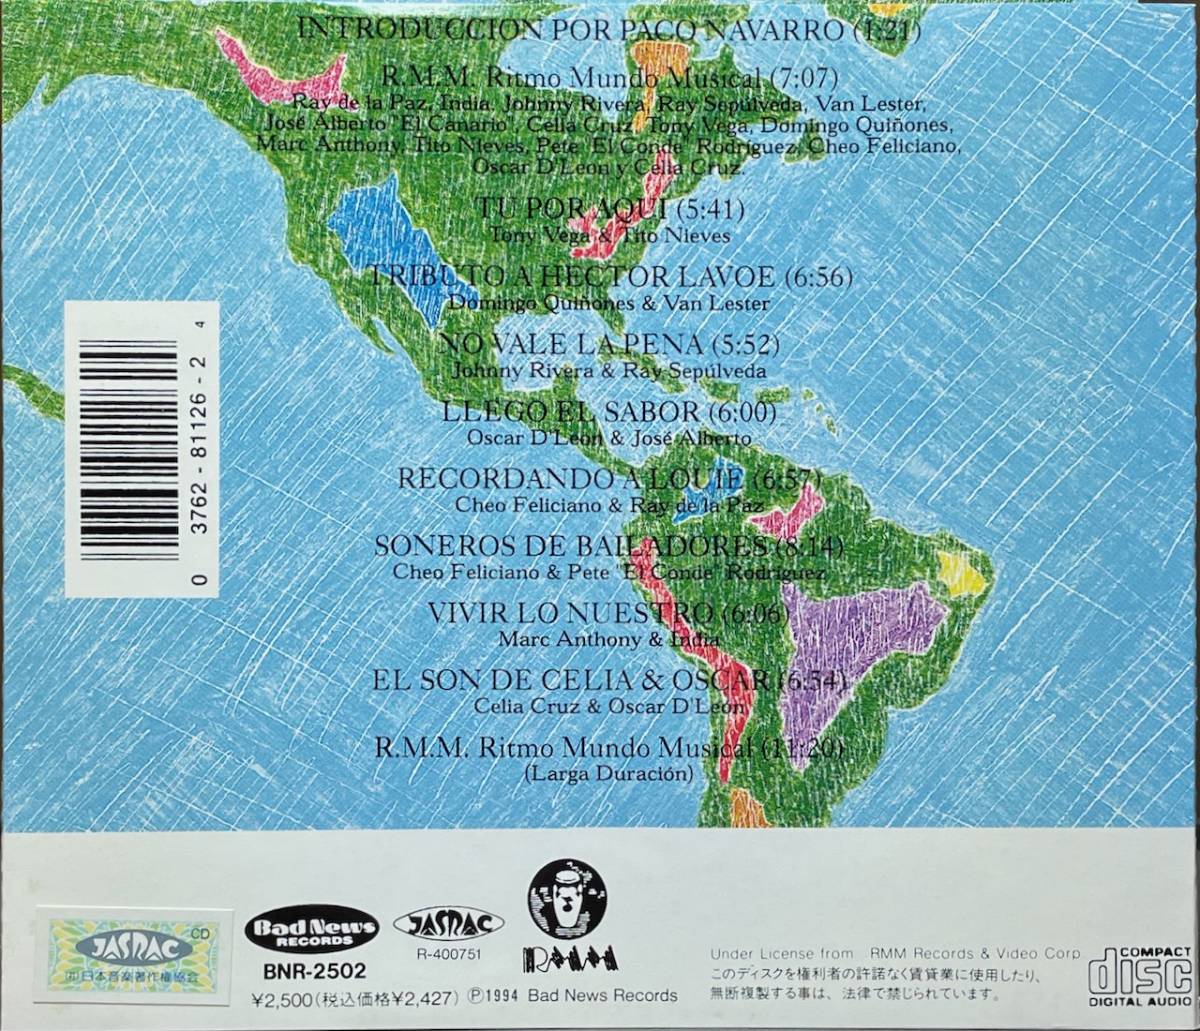 INTRODUCCION POR PACO NAVARRO (1:21)
R.M.M. Ritmo Mundo Musical (7:07)
Ray de la Paz, India, Johnny Rivera, Ray Sepúlveda, Van Lester,
José Alberto "El Canario", Celia Cruz, Tony Vega, Domingo Quiñones,
Marc Anthony, Tito Nieves, Pete "El Conde" Rodríguez, Cheo Feliciano,
Oscar D'León y Celia Cruz.
TU POR AQUI (5:41)
Tony Vega & Tito Nieves
TRIBUTO A HECTOR LAVOE (6:56)
Domingo Quiñones & Van Lester
NO VALE LA PENA (5:52)
Johnny Rivera & Ray Sepúlveda
LLEGO EL SABOR (6:00)
Oscar D'León & José Alberto
RECORDANDO A LOUIE (6:57)
Cheo Feliciano & Ray de la Paz
SONEROS DE BAILADORES (8:14)
Cheo Feliciano & Pete "El Conde" Rodríguez
VIVIR LO NUESTRO (6:06)
Marc Anthony & India
EL SON DE CELIA & OSCAR (6:54)
Celia Cruz & Oscar D'León
R.M.M. Ritmo Mundo Musical (11:20)
(Larga Duración)
0 3762 - 81126 - 2 4
JASRAC CD
(社)日本音楽著作権協会
Bad News
RECORDS
BNR-2502
JASRAC
R-400751
RMM
¥2,500(税込価格¥2,427) Ⓟ1994 Bad News Records
Under License from RMM Records & Video Corp
このディスクを権利者の許諾なく賃貸業に使用したり、
無断複製する事は、法律で禁じられています。
COMPACT
disc
DIGITAL AUDIO